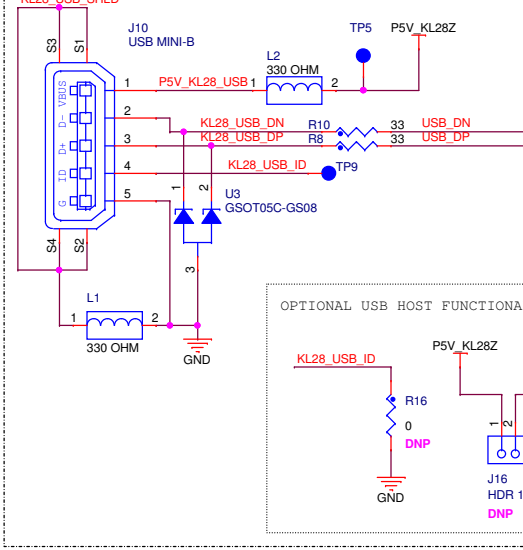 J10
USB MINI-B
TP5
P5V_KL28Z
S3
S1
L2
330 OHM
VBUS
D-
D+
ID
G
1
P5V_KL28_USB
1
2
2
KL28_USB_DN
R10
33
USB_DN
3
KL28_USB_DP
R8
33
USB_DP
4
KL28_USB_ID
TP9
5
1
2
U3
GSOT05C-GS08
S4
S2
3
L1
1
2
330 OHM
GND
OPTIONAL USB HOST
KL28_USB_ID
P5V_KL28Z
R16
0
DNP
1
2
GND
J16
HDR 1
DNP